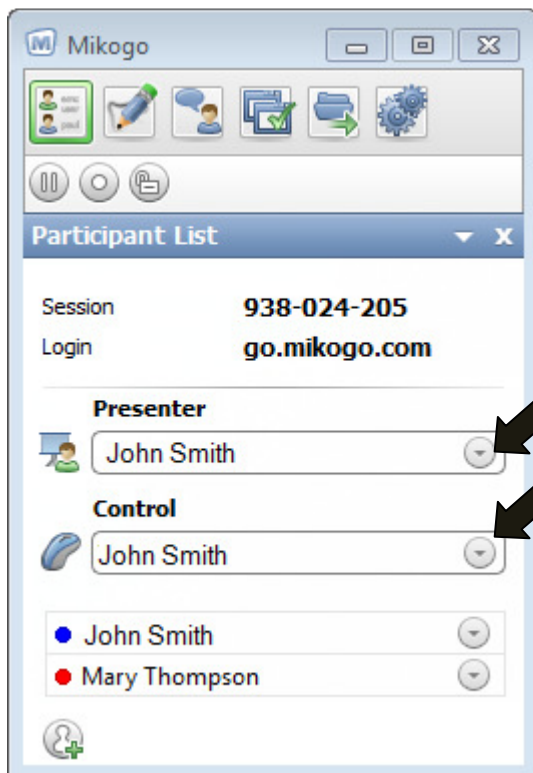 Mikogo
Participant List
Session 938-024-205
Login go.mikogo.com
Presenter
John Smith
Control
John Smith
John Smith
Mary Thompson